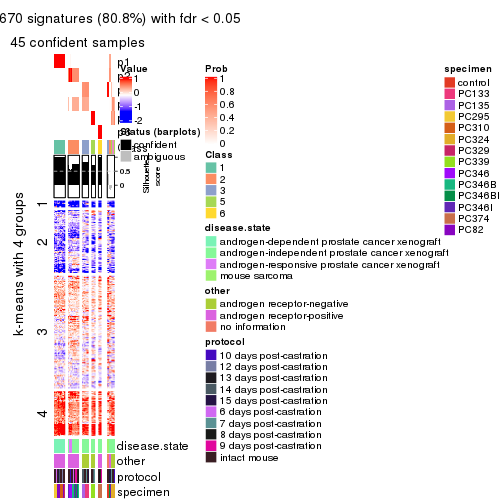 670 signatures (80.8%) with fdr < 0.05
45 confident samples
p1
Value
1
0
-1
-2
Status (barplots)
confident
ambiguous
1
0.5
0
Silhouette
score
k-means with 4 groups
1
2
3
4
disease.state
other
protocol
specimen
Prob
1
0.8
0.6
0.4
0.2
0
Class
1
2
3
5
6
disease.state
androgen-dependent prostate cancer xenograft
androgen-independent prostate cancer xenograft
androgen-responsive prostate cancer xenograft
mouse sarcoma
other
androgen receptor-negative
androgen receptor-positive
no information
protocol
10 days post-castration
12 days post-castration
13 days post-castration
14 days post-castration
15 days post-castration
6 days post-castration
7 days post-castration
8 days post-castration
9 days post-castration
intact mouse
specimen
control
PC133
PC135
PC295
PC310
PC324
PC329
PC339
PC346
PC346B
PC346BI
PC346I
PC374
PC82